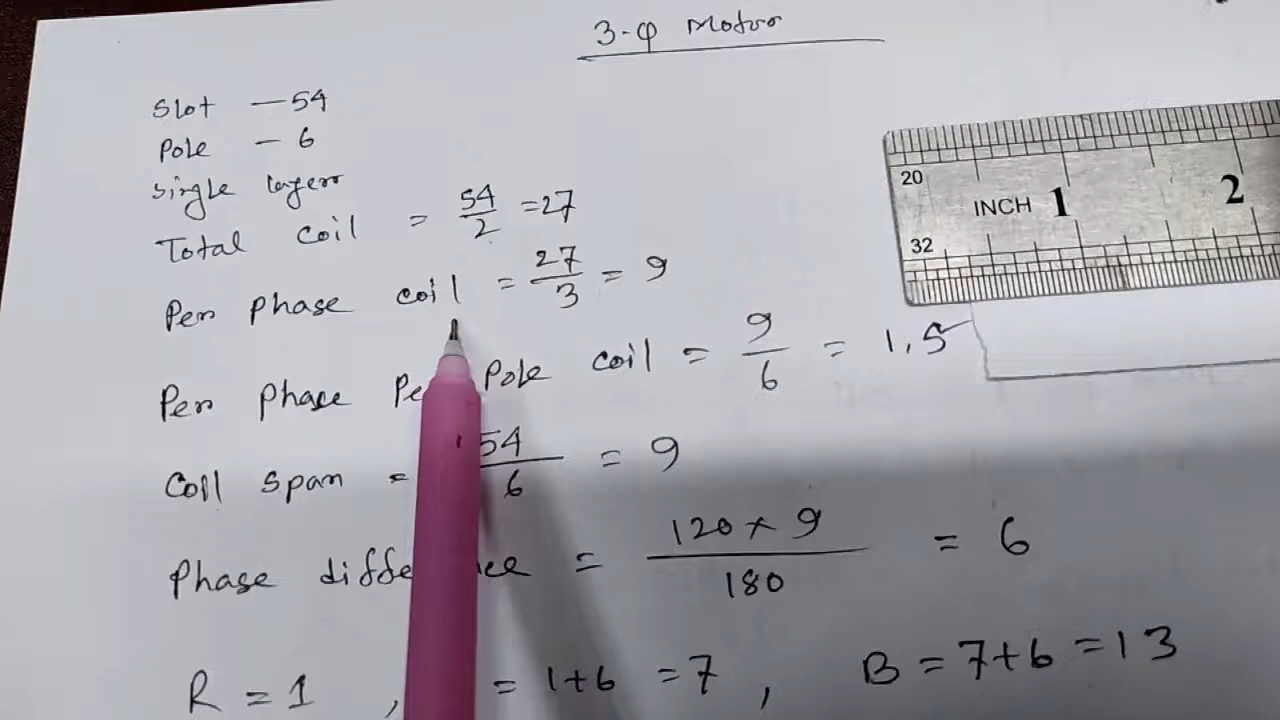 3-φ Motor
Slot — 54
Pole — 6
Single layer
Total coil = 54/2 = 27
Per phase coil = 27/3 = 9
Per phase Pole coil = 9/6 = 1.5
Coil span = 54/6 = 9
Phase difference = 120 × 9 / 180 = 6
R = 1 , = 1+6 = 7 , B = 7+6 = 13
20
INCH 1 2
32